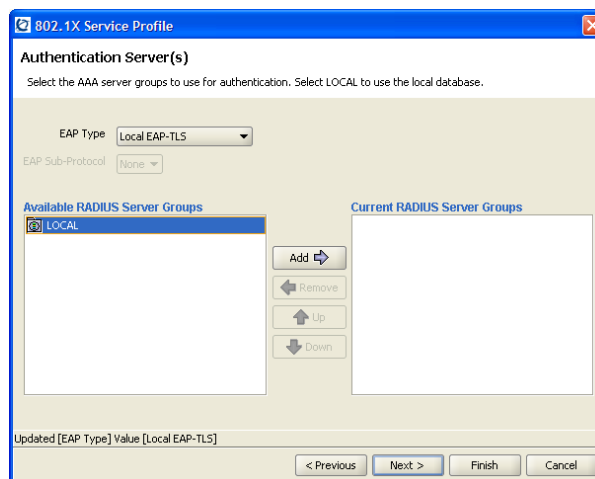 802.1X Service Profile
Authentication Server(s)
Select the AAA server groups to use for authentication. Select LOCAL to use the local database.
EAP Type Local EAP-TLS
EAP Sub-Protocol None
Available RADIUS Server Groups Current RADIUS Server Groups
LOCAL
Add
Remove
Up
Down
Updated [EAP Type] Value [Local EAP-TLS]
< Previous Next > Finish Cancel